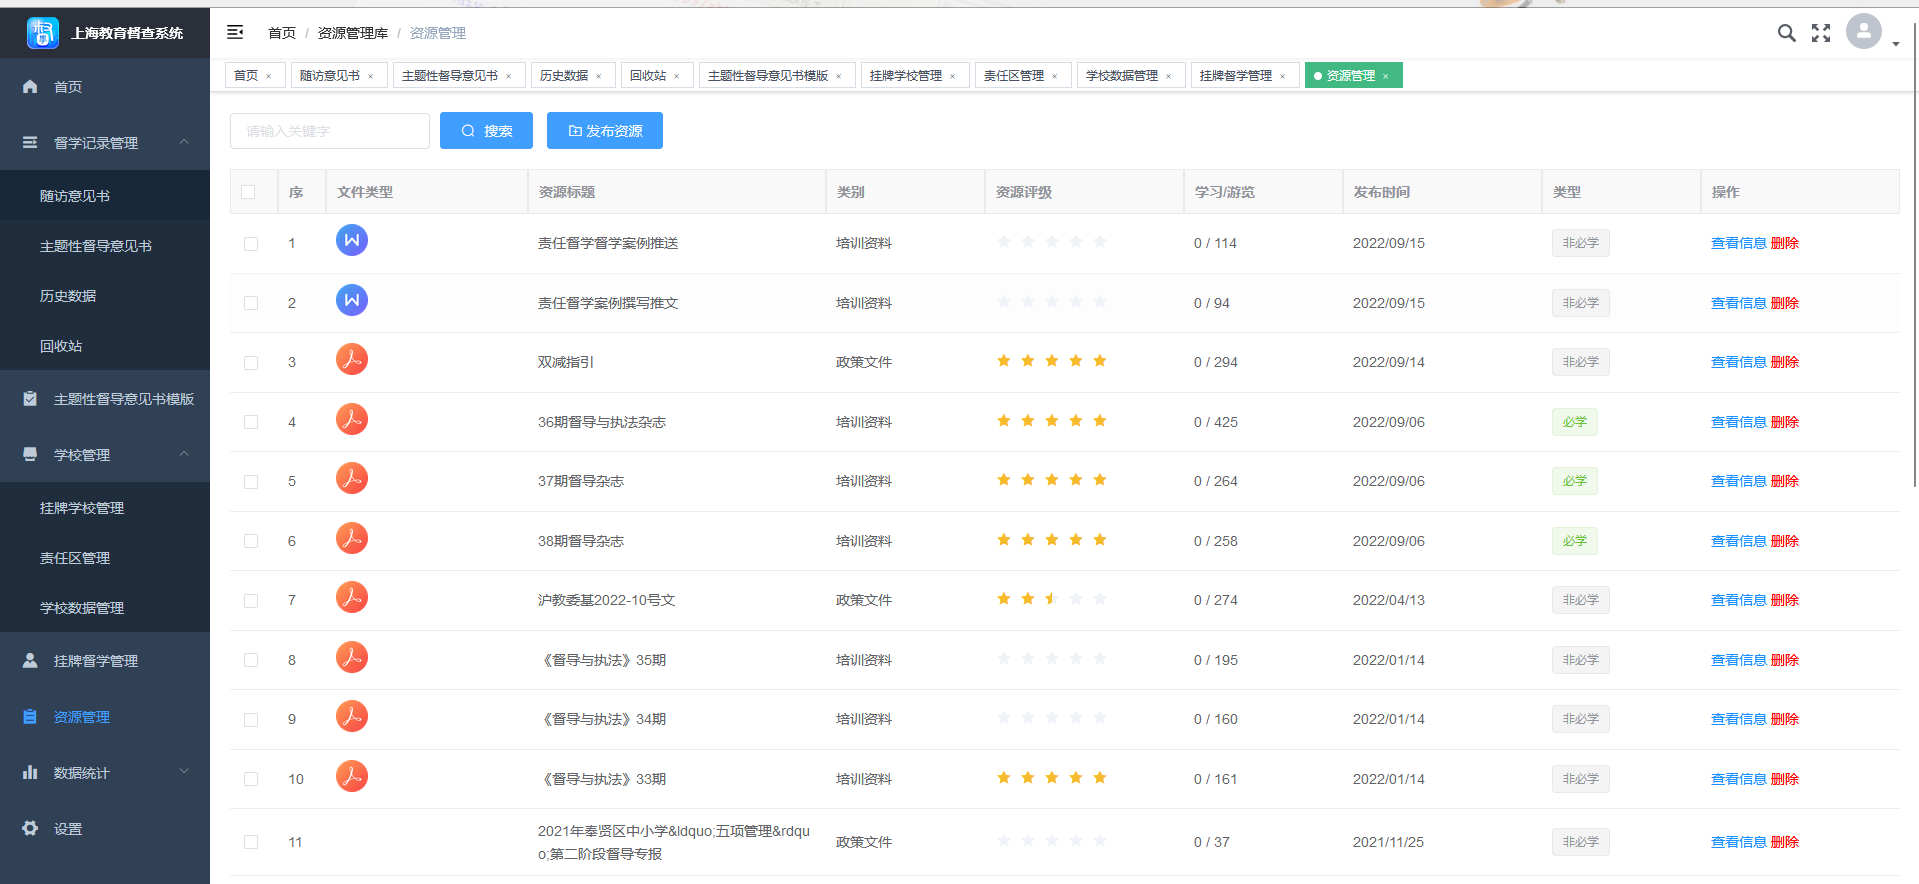 上海教育督查系统
首页 / 资源管理库 / 资源管理
首页 × 随访意见书 × 主题性督导意见书 × 历史数据 × 回收站 × 主题性督导意见书模版 × 挂牌学校管理 × 责任区管理 × 学校数据管理 × 挂牌督学管理 × 资源管理 ×
首页
督学记录管理
随访意见书
主题性督导意见书
历史数据
回收站
主题性督导意见书模版
学校管理
挂牌学校管理
责任区管理
学校数据管理
挂牌督学管理
资源管理
数据统计
设置
请输入关键字 搜索 发布资源
序 文件类型 资源标题 类别 资源评级 学习/游览 发布时间 类型 操作
1 责任督学督学案例推送 培训资料 0 / 114 2022/09/15 非必学 查看信息 删除
2 责任督学案例撰写推文 培训资料 0 / 94 2022/09/15 非必学 查看信息 删除
3 双减指引 政策文件 0 / 294 2022/09/14 非必学 查看信息 删除
4 36期督导与执法杂志 培训资料 0 / 425 2022/09/06 必学 查看信息 删除
5 37期督导杂志 培训资料 0 / 264 2022/09/06 必学 查看信息 删除
6 38期督导杂志 培训资料 0 / 258 2022/09/06 必学 查看信息 删除
7 沪教委基2022-10号文 政策文件 0 / 274 2022/04/13 非必学 查看信息 删除
8 《督导与执法》35期 培训资料 0 / 195 2022/01/14 非必学 查看信息 删除
9 《督导与执法》34期 培训资料 0 / 160 2022/01/14 非必学 查看信息 删除
10 《督导与执法》33期 培训资料 0 / 161 2022/01/14 非必学 查看信息 删除
11 2021年奉贤区中小学&ldquo;五项管理&rdqu
o;第二阶段督导专报 政策文件 0 / 37 2021/11/25 非必学 查看信息 删除